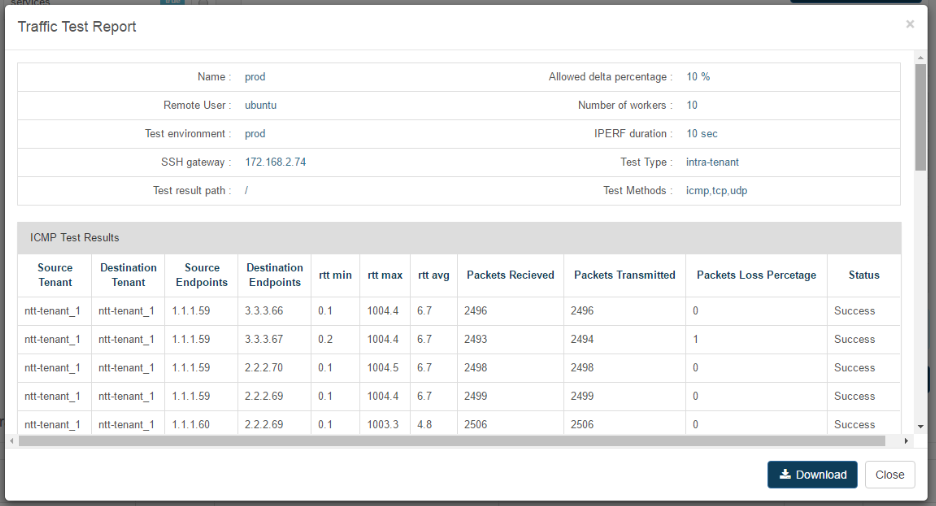 services
Traffic Test Report ×
Name : prod Allowed delta percentage : 10 %
Remote User : ubuntu Number of workers : 10
Test environment : prod IPERF duration : 10 sec
SSH gateway : 172.168.2.74 Test Type : intra-tenant
Test result path : / Test Methods : icmp,tcp,udp
ICMP Test Results
Source Tenant Destination Tenant Source Endpoints Destination Endpoints rtt min rtt max rtt avg Packets Recieved Packets Transmitted Packets Loss Percetage Status
ntt-tenant_1 ntt-tenant_1 1.1.1.59 3.3.3.66 0.1 1004.4 6.7 2496 2496 0 Success
ntt-tenant_1 ntt-tenant_1 1.1.1.59 3.3.3.67 0.2 1004.4 6.7 2493 2494 1 Success
ntt-tenant_1 ntt-tenant_1 1.1.1.59 2.2.2.70 0.1 1004.5 6.7 2498 2498 0 Success
ntt-tenant_1 ntt-tenant_1 1.1.1.59 2.2.2.69 0.1 1004.4 6.7 2499 2499 0 Success
ntt-tenant_1 ntt-tenant_1 1.1.1.60 2.2.2.69 0.1 1003.3 4.8 2506 2506 0 Success
Download Close